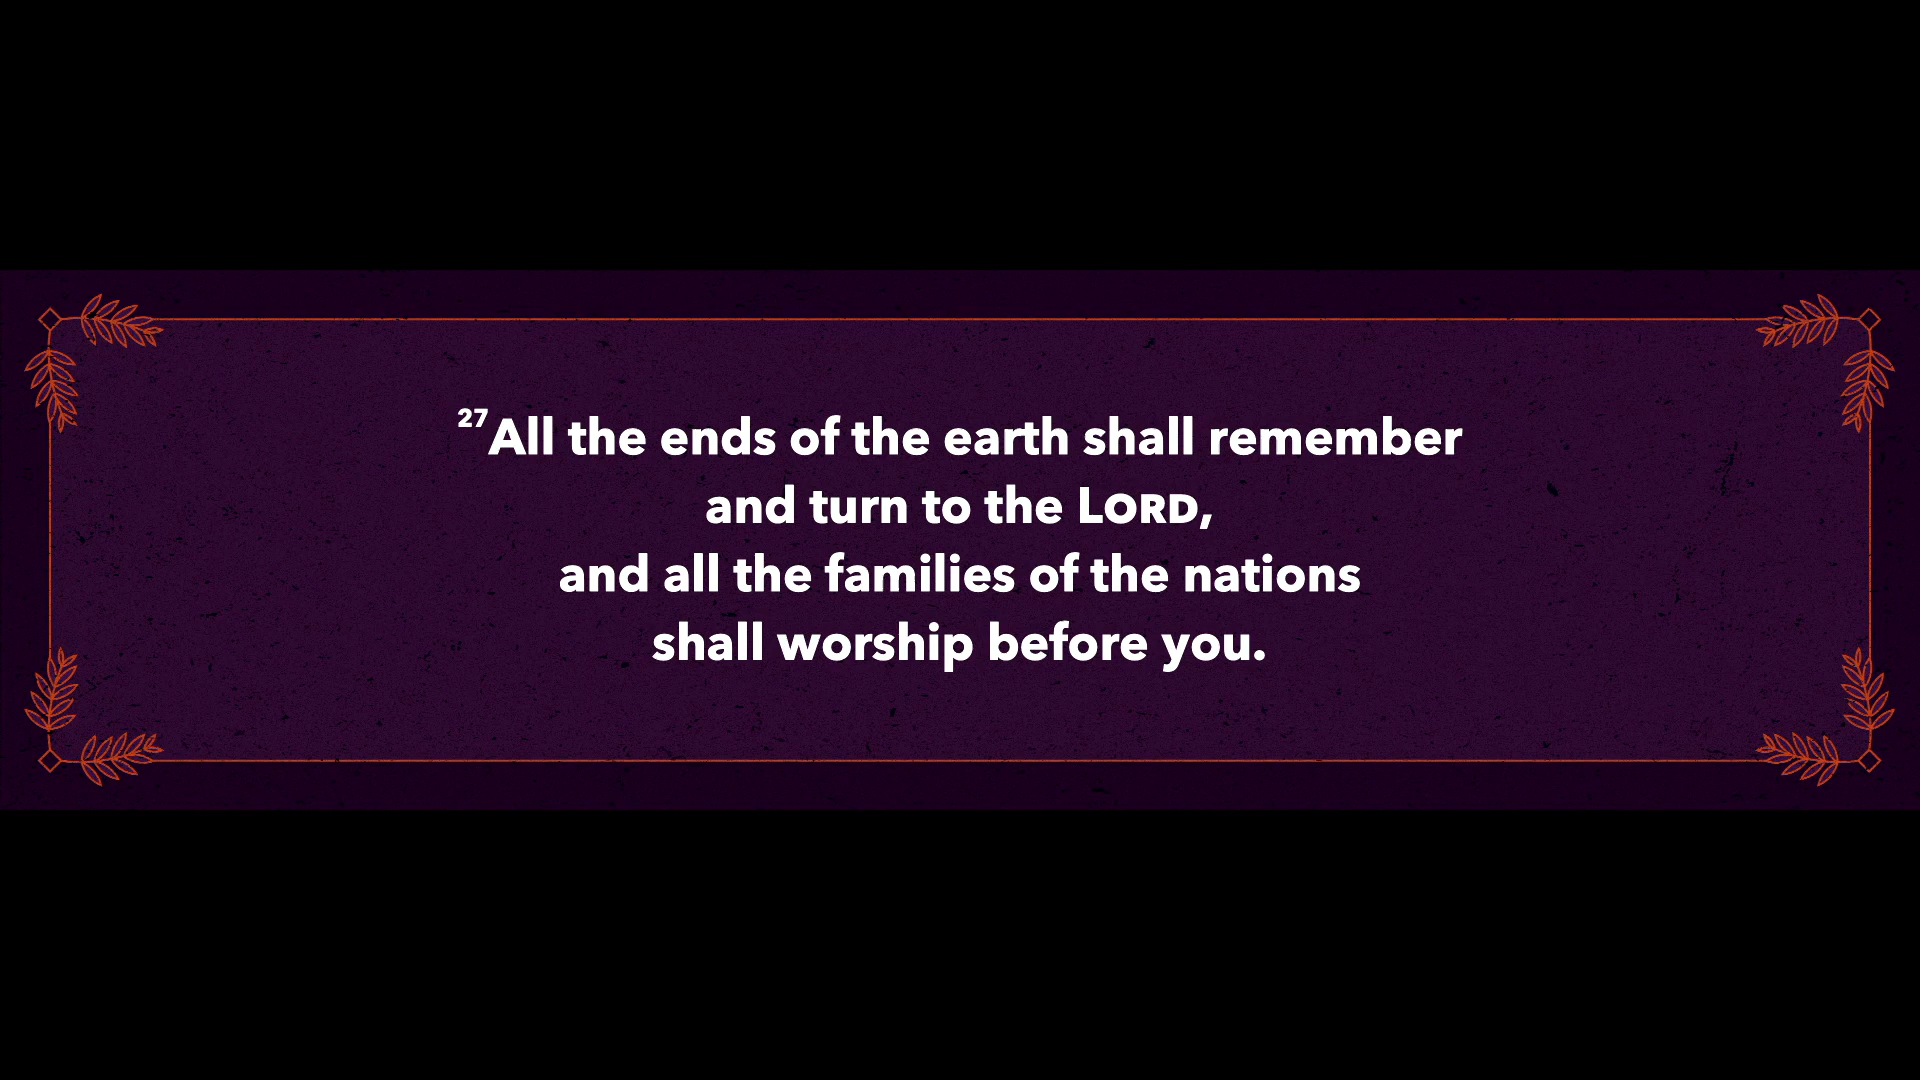 27All the ends of the earth shall remember
and turn to the LORD,
and all the families of the nations
shall worship before you.